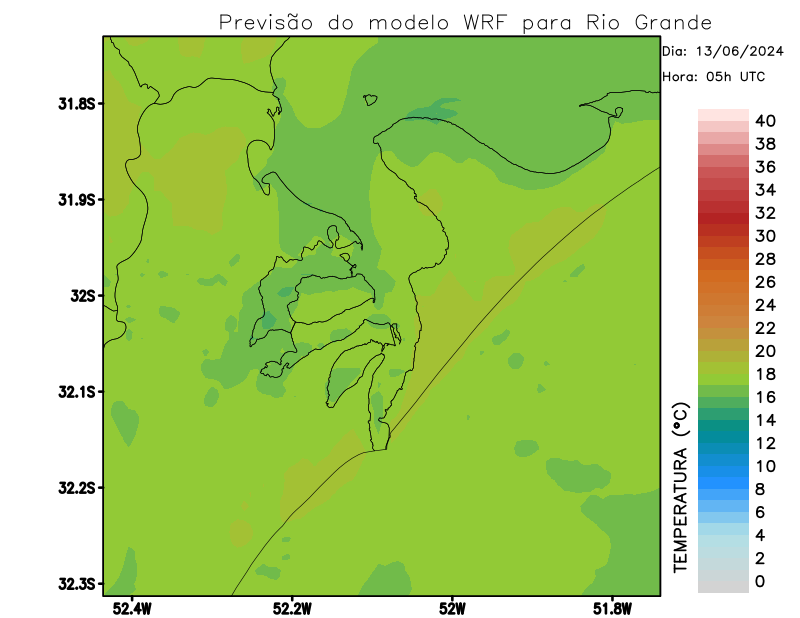 Previsão do modelo WRF para Rio Grande
Dia: 13/06/2024
Hora: 05h UTC
31.8S
31.9S
32S
32.1S
32.2S
32.3S
52.4W
52.2W
52W
51.8W
TEMPERATURA (°C)
40
38
36
34
32
30
28
26
24
22
20
18
16
14
12
10
8
6
4
2
0